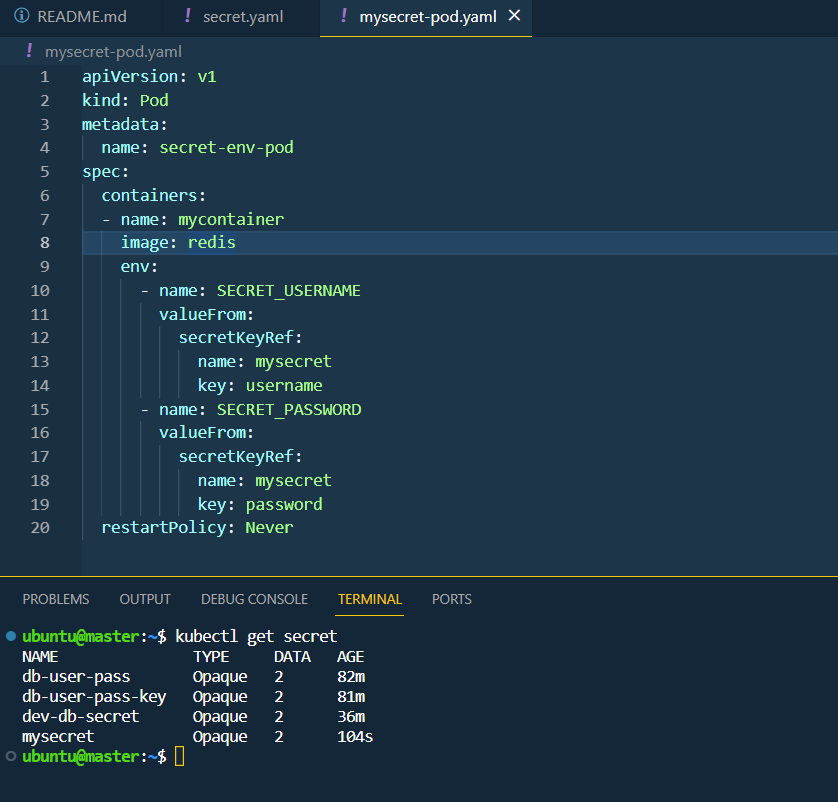 README.md ! secret.yaml ! mysecret-pod.yaml ×
! mysecret-pod.yaml
1 apiVersion: v1
2 kind: Pod
3 metadata:
4   name: secret-env-pod
5 spec:
6   containers:
7   - name: mycontainer
8     image: redis
9     env:
10       - name: SECRET_USERNAME
11         valueFrom:
12           secretKeyRef:
13             name: mysecret
14             key: username
15       - name: SECRET_PASSWORD
16         valueFrom:
17           secretKeyRef:
18             name: mysecret
19             key: password
20   restartPolicy: Never
PROBLEMS OUTPUT DEBUG CONSOLE TERMINAL PORTS
ubuntu@master:~$ kubectl get secret
NAME TYPE DATA AGE
db-user-pass Opaque 2 82m
db-user-pass-key Opaque 2 81m
dev-db-secret Opaque 2 36m
mysecret Opaque 2 104s
ubuntu@master:~$